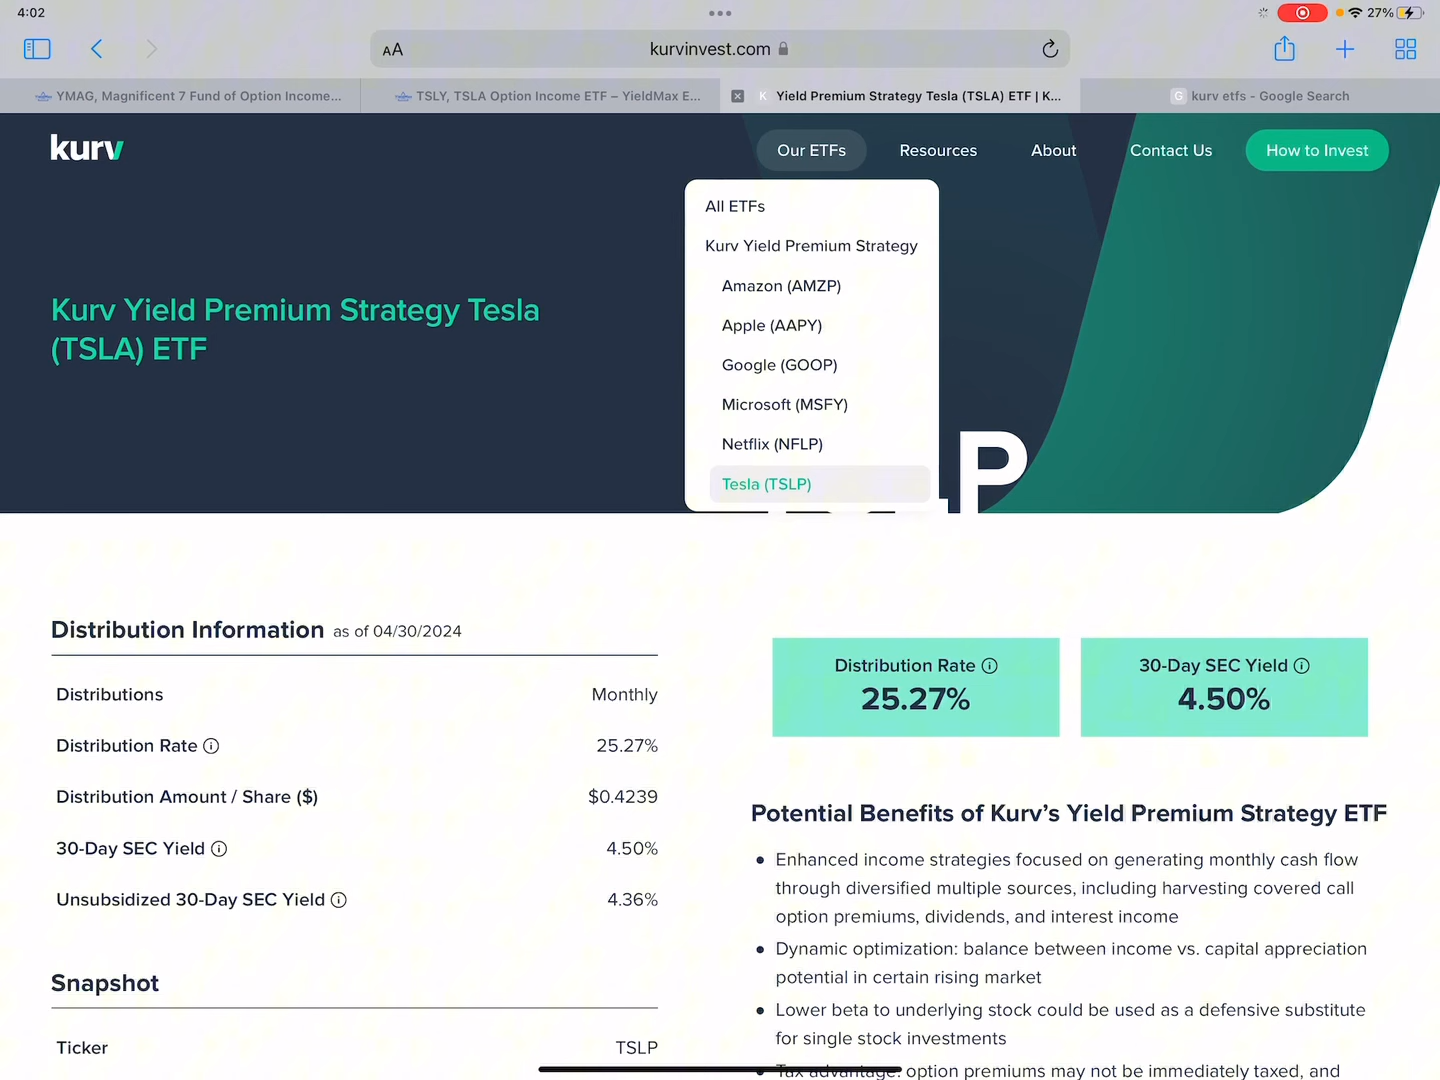 4:02
27%
AA
kurvinvest.com
YMAG, Magnificent 7 Fund of Option Income...
TSLY, TSLA Option Income ETF – YieldMax E...
K
Yield Premium Strategy Tesla (TSLA) ETF | K...
G
kurv etfs - Google Search
kurv
Our ETFs
Resources
About
Contact Us
How to Invest
All ETFs
Kurv Yield Premium Strategy
Amazon (AMZP)
Apple (AAPY)
Google (GOOP)
Microsoft (MSFY)
Netflix (NFLP)
Tesla (TSLP)
Kurv Yield Premium Strategy Tesla
(TSLA) ETF
P
Distribution Information as of 04/30/2024
Distributions Monthly
Distribution Rate 25.27%
Distribution Amount / Share ($) $0.4239
30-Day SEC Yield 4.50%
Unsubsidized 30-Day SEC Yield 4.36%
Snapshot
Ticker TSLP
Distribution Rate
25.27%
30-Day SEC Yield
4.50%
Potential Benefits of Kurv’s Yield Premium Strategy ETF
• Enhanced income strategies focused on generating monthly cash flow
through diversified multiple sources, including harvesting covered call
option premiums, dividends, and interest income
• Dynamic optimization: balance between income vs. capital appreciation
potential in certain rising market
• Lower beta to underlying stock could be used as a defensive substitute
for single stock investments
• Tax advantage: option premiums may not be immediately taxed, and